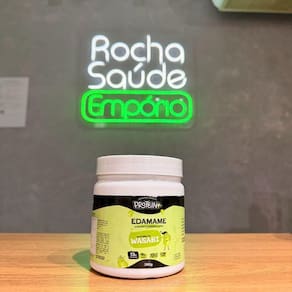 Rocha
Saúde
Empório
PROTEIN+
EDAMAME
WASABI